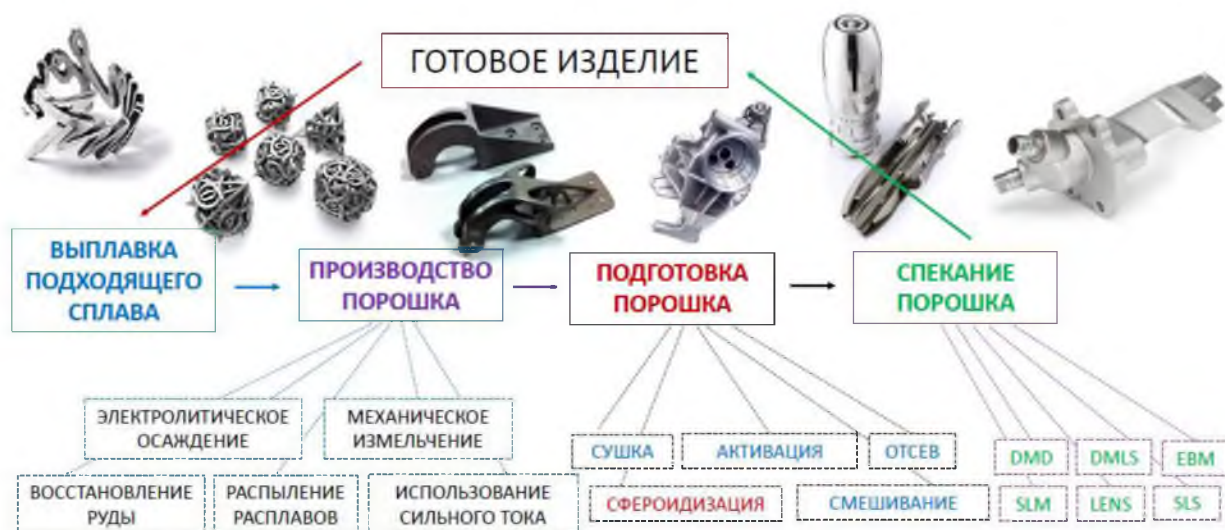 ГОТОВОЕ ИЗДЕЛИЕ
ВЫПЛАВКА
ПОДХОДЯЩЕГО
СПЛАВА
ПРОИЗВОДСТВО
ПОРОШКА
ПОДГОТОВКА
ПОРОШКА
СПЕКАНИЕ
ПОРОШКА
ЭЛЕКТРОЛИТИЧЕСКОЕ
ОСАЖДЕНИЕ
МЕХАНИЧЕСКОЕ
ИЗМЕЛЬЧЕНИЕ
ВОССТАНОВЛЕНИЕ
РУДЫ
РАСПЫЛЕНИЕ
РАСПЛАВОВ
ИСПОЛЬЗОВАНИЕ
СИЛЬНОГО ТОКА
СУШКА
АКТИВАЦИЯ
ОТСЕВ
СФЕРОИДИЗАЦИЯ
СМЕШИВАНИЕ
DMD
DMLS
EBM
SLM
LENS
SLS